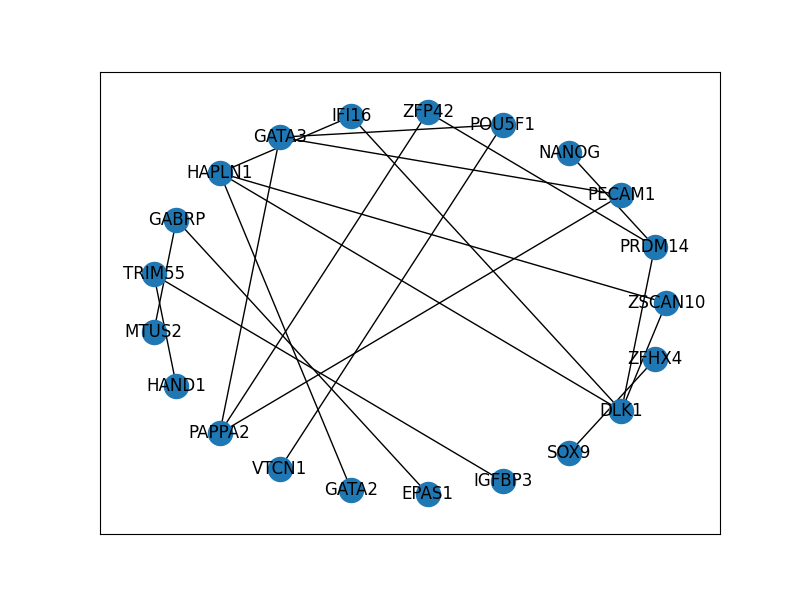 IFI16
ZFP42
POU5F1
GATA3
NANOG
HAPLN1
PECAM1
GABRP
PRDM14
TRIM55
ZSCAN10
MTUS2
ZFHX4
HAND1
DLK1
PAPPA2
SOX9
VTCN1
IGFBP3
GATA2
EPAS1